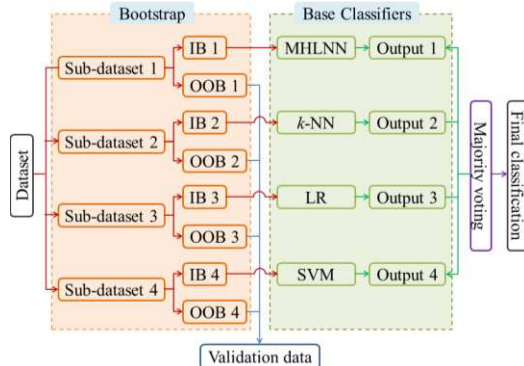 Bootstrap
Base Classifiers
Dataset
Sub-dataset 1
IB 1
OOB 1
MHLNN
Output 1
Sub-dataset 2
IB 2
OOB 2
k-NN
Output 2
Sub-dataset 3
IB 3
OOB 3
LR
Output 3
Sub-dataset 4
IB 4
OOB 4
SVM
Output 4
Majority voting
Final classification
Validation data